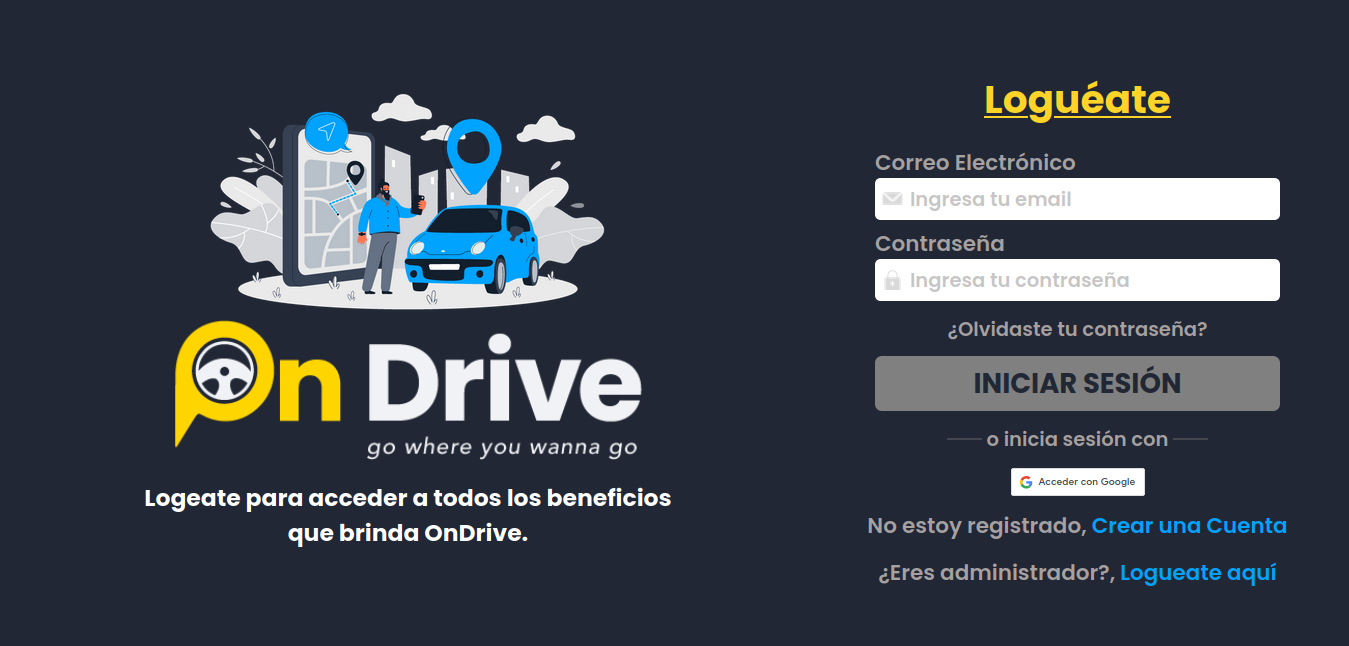 On Drive
go where you wanna go
Logeate para acceder a todos los beneficios
que brinda OnDrive.
Loguéate
Correo Electrónico
Ingresa tu email
Contraseña
Ingresa tu contraseña
¿Olvidaste tu contraseña?
INICIAR SESIÓN
o inicia sesión con
Acceder con Google
No estoy registrado, Crear una Cuenta
¿Eres administrador?, Logueate aquí